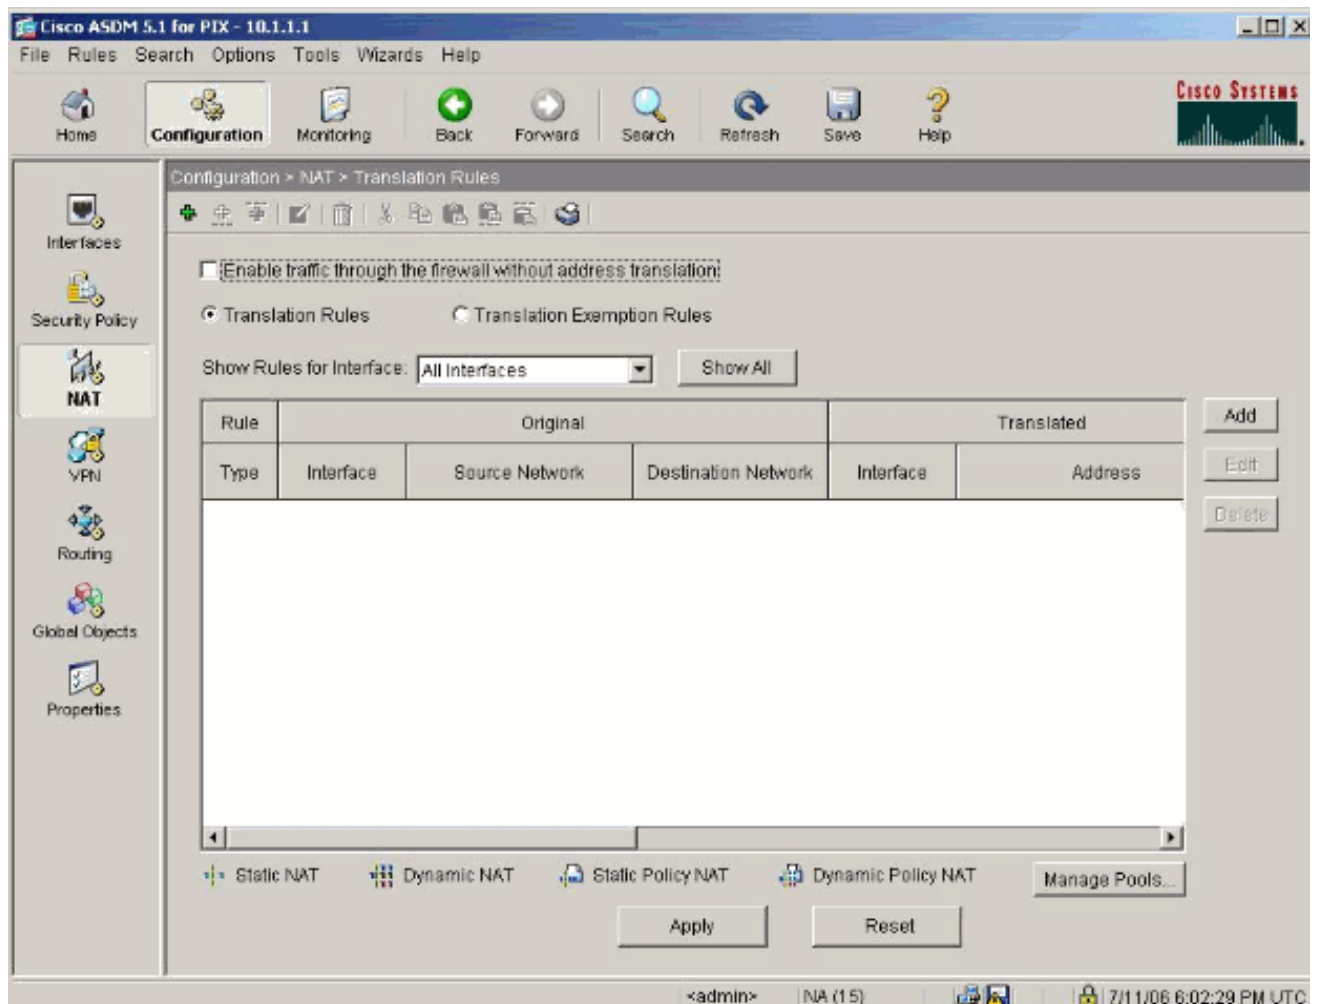 Cisco ASDM 5.1 for PIX - 10.1.1.1
File Rules Search Options Tools Wizards Help
Home Configuration Monitoring Back Forward Search Refresh Save Help
CISCO SYSTEMS
Configuration > NAT > Translation Rules
Interfaces
Security Policy
NAT
VPN
Routing
Global Objects
Properties
Enable traffic through the firewall without address translation
Translation Rules Translation Exemption Rules
Show Rules for Interface: All Interfaces Show All
Rule Original Translated
Type Interface Source Network Destination Network Interface Address
Add
Edit
Delete
Static NAT Dynamic NAT Static Policy NAT Dynamic Policy NAT Manage Pools...
Apply Reset
<admin> NA (15) 7/11/06 6:02:29 PM UTC